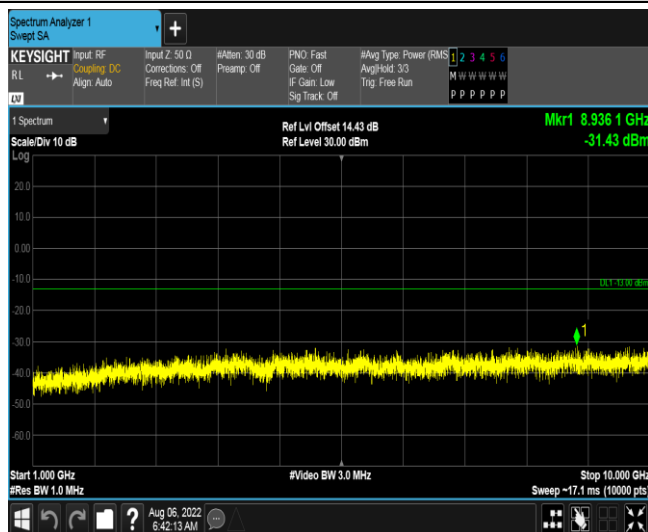 Spectrum Analyzer 1
Swept SA
+
KEYSIGHT Input: RF Input Z: 50 Ω #Atten: 30 dB PNO: Fast #Avg Type: Power (RMS 1 2 3 4 5 6
RL Coupling: DC Corrections: Off Preamp: Off Gate: Off Avg|Hold: 3/3 M W W W W W
Align: Auto Freq Ref: Int (S) IF Gain: Low Trig: Free Run
LXI Sig Track: Off P P P P P P
1 Spectrum Ref Lvl Offset 14.43 dB Mkr1 8.936 1 GHz
Scale/Div 10 dB Ref Level 30.00 dBm -31.43 dBm
Log
20.0
10.0
0.00
-10.0
DL1 -13.00 dBm
-20.0
1
-30.0
-40.0
-50.0
-60.0
Start 1.000 GHz #Video BW 3.0 MHz Stop 10.000 GHz
#Res BW 1.0 MHz Sweep ~17.1 ms (10000 pts)
? Aug 06, 2022
6:42:13 AM